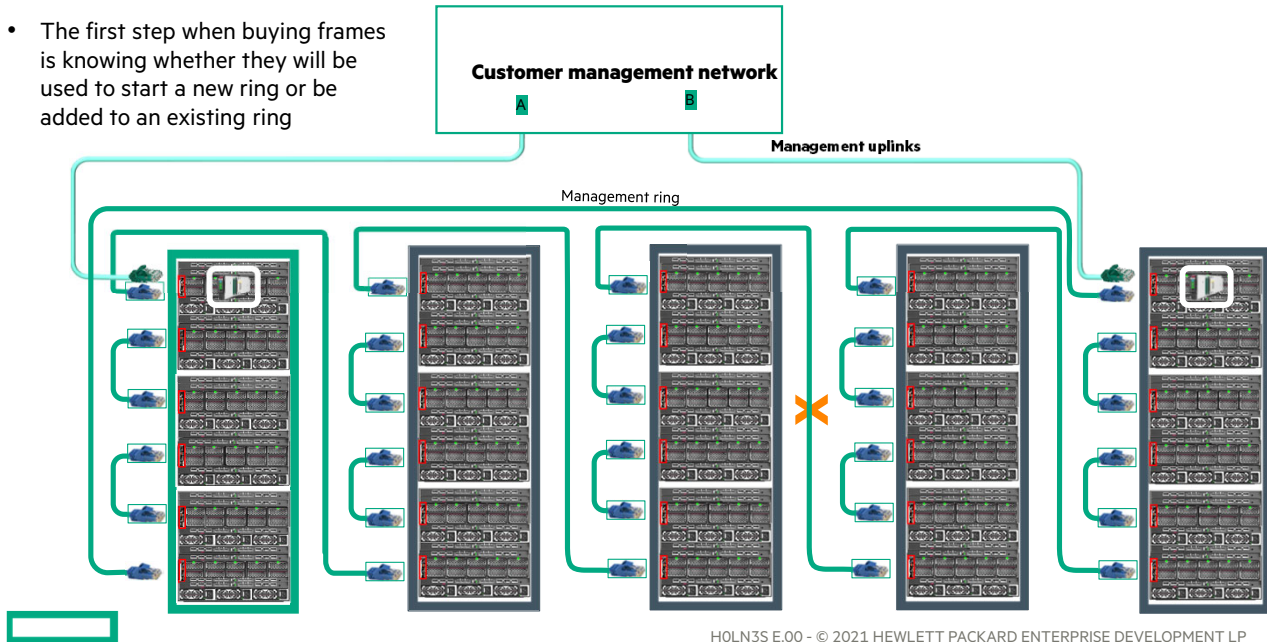 • The first step when buying frames
is knowing whether they will be
used to start a new ring or be
added to an existing ring
Customer management network
A B
Management uplinks
Management ring
H0LN3S E.00 - © 2021 HEWLETT PACKARD ENTERPRISE DEVELOPMENT LP